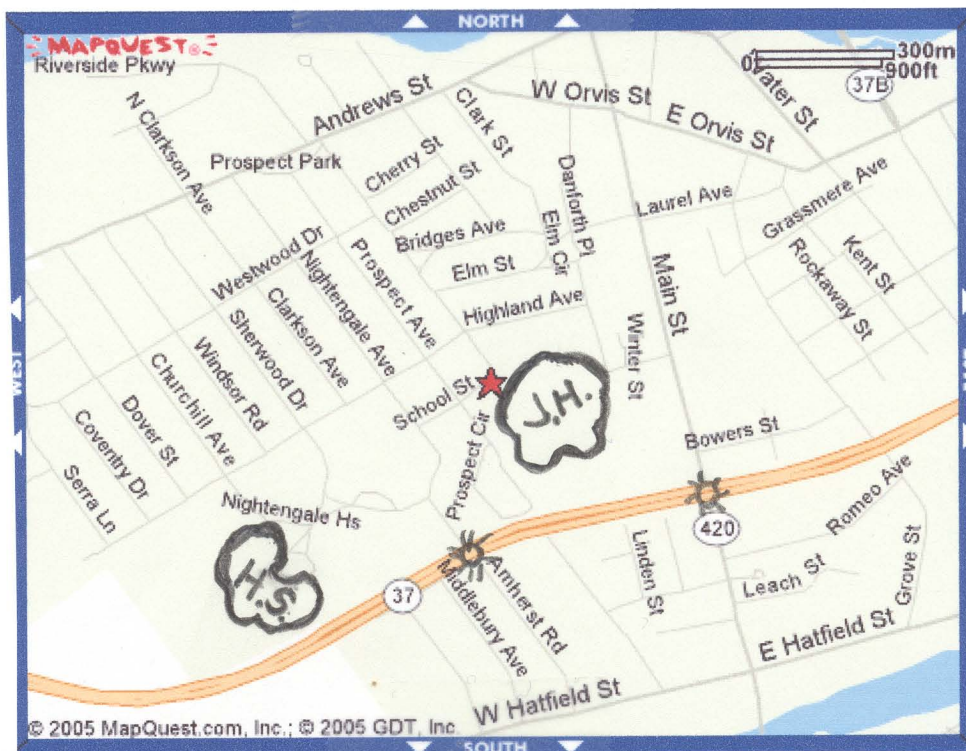 NORTH
MAPQUEST
Riverside Pkwy
0
300m
900ft
37B
Water St
Andrews St
W Orvis St
E Orvis St
N Clarkson Ave
Clark St
Prospect Park
Cherry St
Chestnut St
Danforth Pl
Laurel Ave
Grassmere Ave
Bridges Ave
Elm Cir
Westwood Dr
Nightengale Ave
Prospect Ave
Elm St
Main St
Rockaway St
Kent St
Highland Ave
Clarkson Ave
Sherwood Dr
Windsor Rd
Churchill Ave
Winter St
WEST
School St
J.H.
Dover St
Coventry Dr
Serra Ln
Prospect Cir
Bowers St
Nightengale Hs
420
Romeo Ave
H.S.
37
Middlebury Ave
Amherst Rd
Linden St
Leach St
Grove St
E Hatfield St
W Hatfield St
© 2005 MapQuest.com, Inc.; © 2005 GDT, Inc.
SOUTH